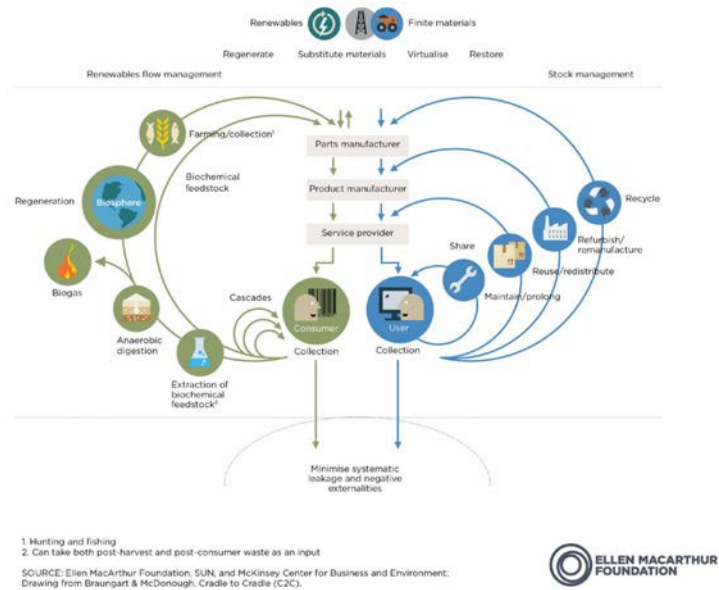 Renewables
Finite materials
Regenerate
Substitute materials
Virtualise
Restore
Renewables flow management
Stock management
Farming/collection¹
Parts manufacturer
Biochemical
feedstock
Product manufacturer
Regeneration
Biosphere
Recycle
Service provider
Share
Refurbish/
remanufacture
Reuse/redistribute
Biogas
Cascades
Maintain/prolong
Consumer
User
Anaerobic
digestion
Collection
Collection
Extraction of
biochemical
feedstock²
Minimise systematic
leakage and negative
externalities
1. Hunting and fishing
2. Can take both post-harvest and post-consumer waste as an input
SOURCE: Ellen MacArthur Foundation, SUN, and McKinsey Center for Business and Environment;
Drawing from Braungart & McDonough, Cradle to Cradle (C2C).
ELLEN MACARTHUR
FOUNDATION